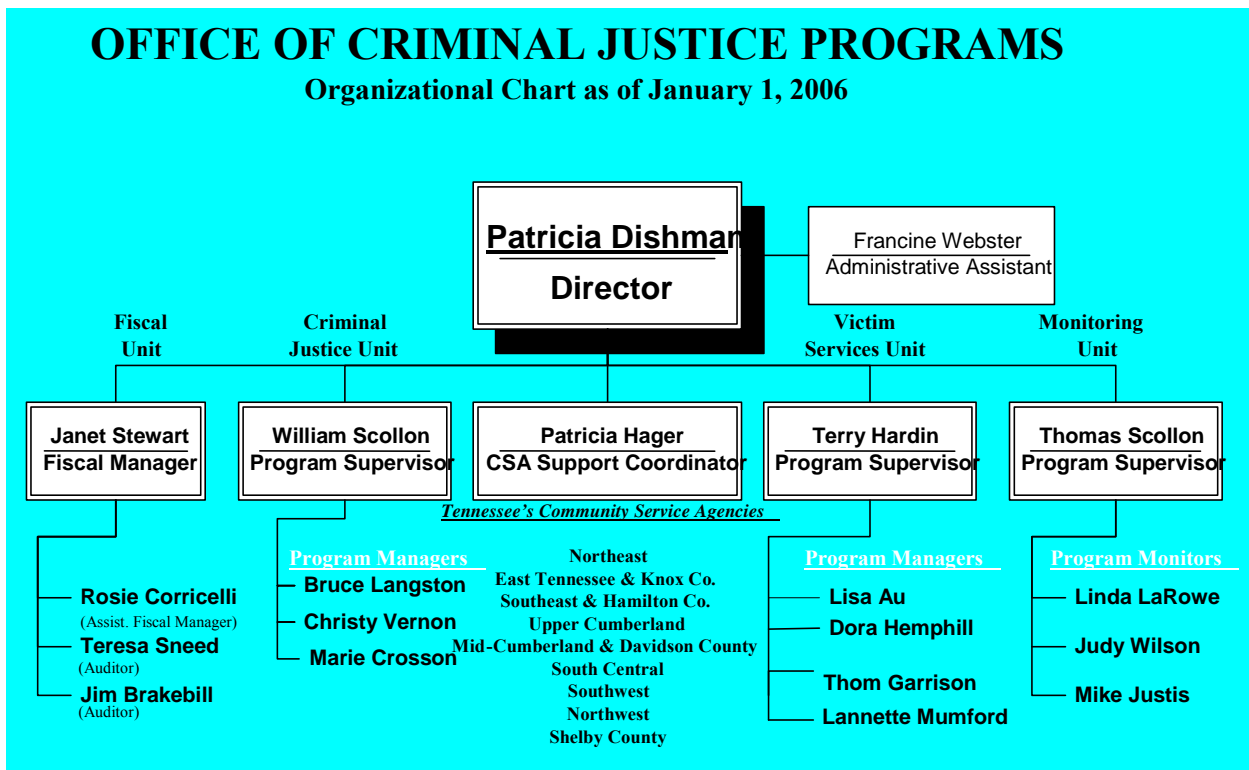 OFFICE OF CRIMINAL JUSTICE PROGRAMS
Organizational Chart as of January 1, 2006
Patricia Dishman
Director
Francine Webster
Administrative Assistant
Fiscal
Unit
Criminal
Justice Unit
Victim
Services Unit
Monitoring
Unit
Janet Stewart
Fiscal Manager
William Scollon
Program Supervisor
Patricia Hager
CSA Support Coordinator
Terry Hardin
Program Supervisor
Thomas Scollon
Program Supervisor
Rosie Corricelli
(Assist. Fiscal Manager)
Teresa Sneed
(Auditor)
Jim Brakebill
(Auditor)
Program Managers
Bruce Langston
Christy Vernon
Marie Crosson
Tennessee's Community Service Agencies
Northeast
East Tennessee & Knox Co.
Southeast & Hamilton Co.
Upper Cumberland
Mid-Cumberland & Davidson County
South Central
Southwest
Northwest
Shelby County
Program Managers
Lisa Au
Dora Hemphill
Thom Garrison
Lannette Mumford
Program Monitors
Linda LaRowe
Judy Wilson
Mike Justis